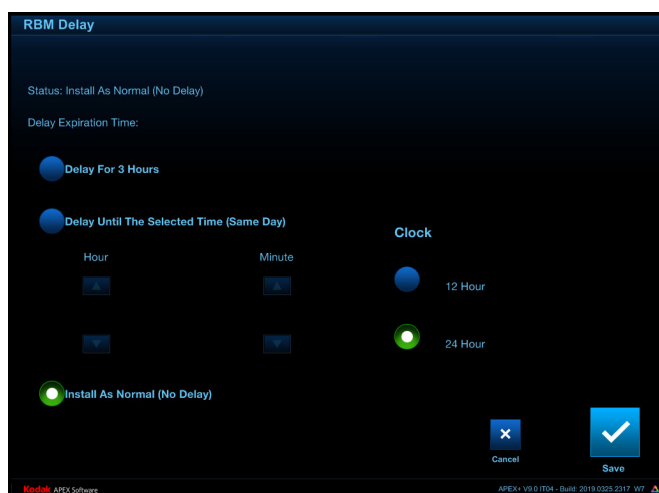 RBM Delay
Status: Install As Normal (No Delay)
Delay Expiration Time:
Delay For 3 Hours
Delay Until The Selected Time (Same Day)
Clock
Hour Minute
12 Hour
24 Hour
Install As Normal (No Delay)
Cancel
Save
Kodak APEX Software
APEX+ V9.0 IT04 - Build: 2019.0325.2317 W7